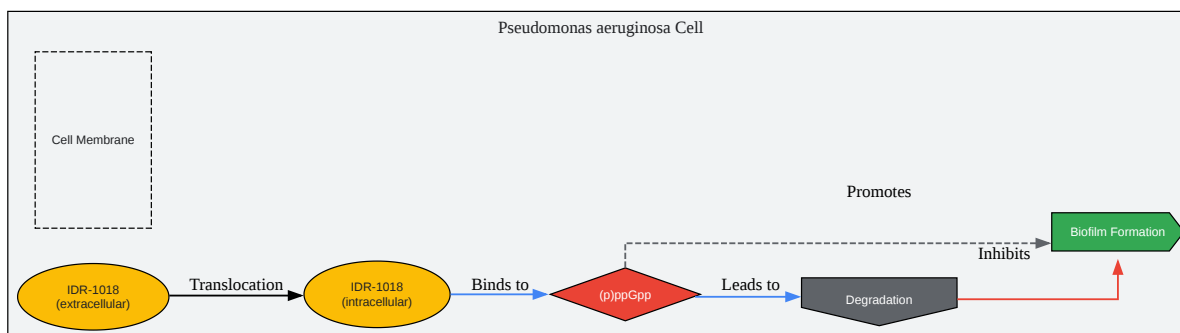 Pseudomonas aeruginosa Cell
Cell Membrane
Promotes
Biofilm Formation
Inhibits
IDR-1018
(extracellular)
Translocation
IDR-1018
(intracellular)
Binds to
(p)ppGpp
Leads to
Degradation